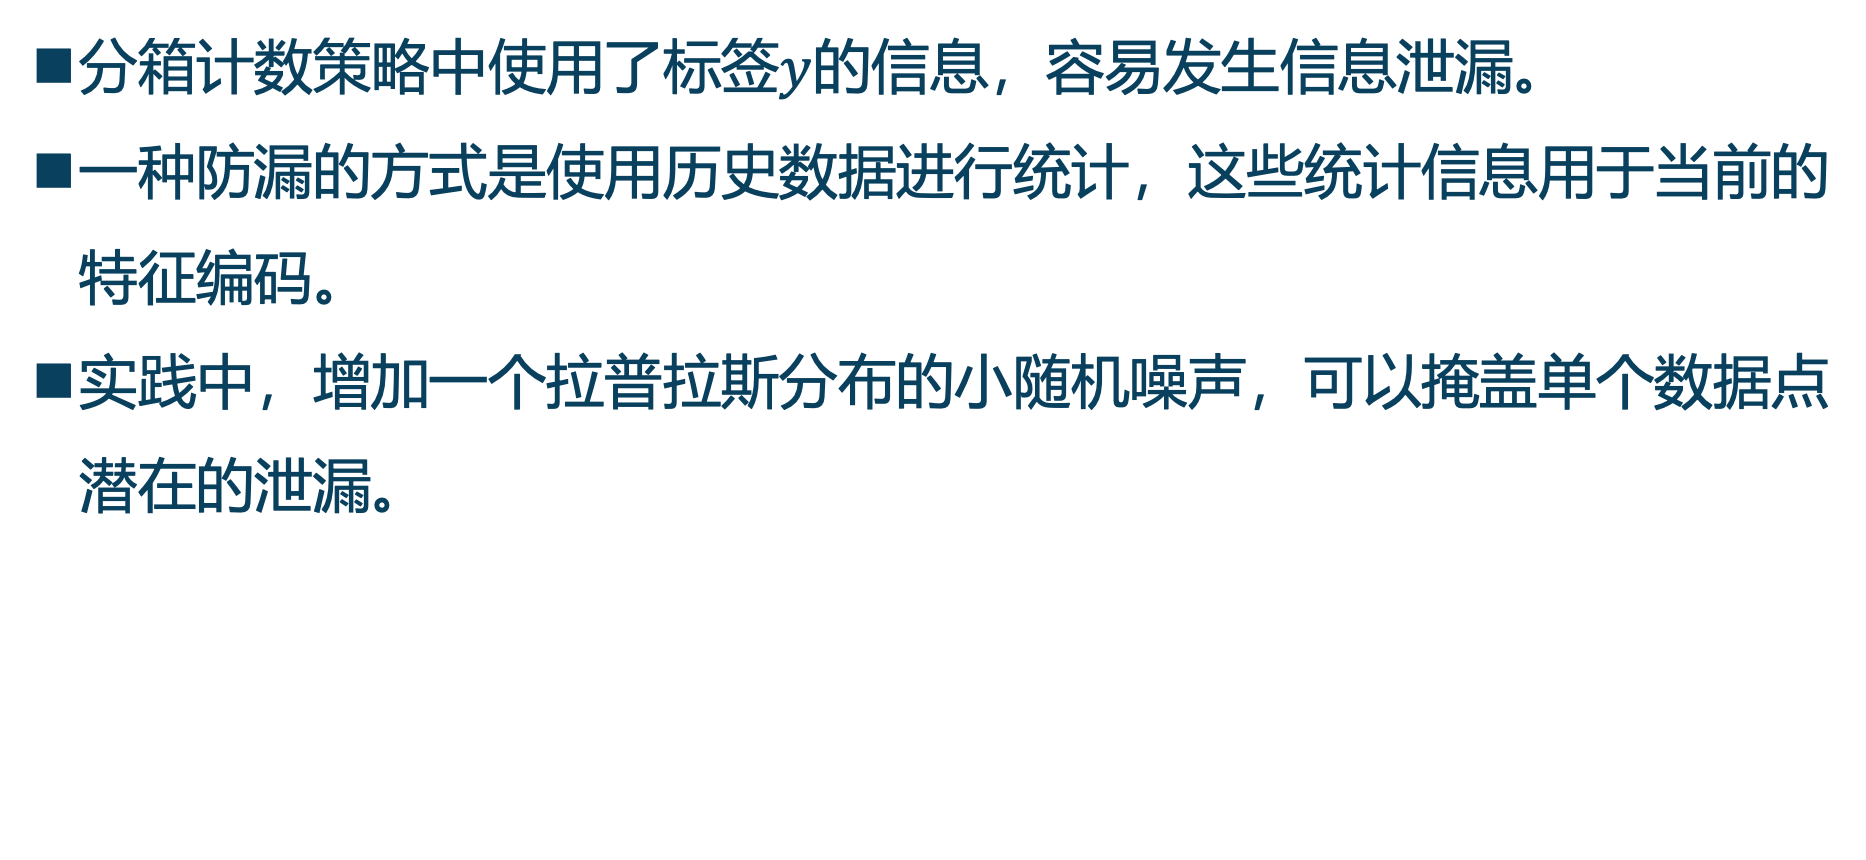 ■分箱计数策略中使用了标签y的信息，容易发生信息泄漏。
■一种防漏的方式是使用历史数据进行统计，这些统计信息用于当前的
特征编码。
■实践中，增加一个拉普拉斯分布的小随机噪声，可以掩盖单个数据点
潜在的泄漏。